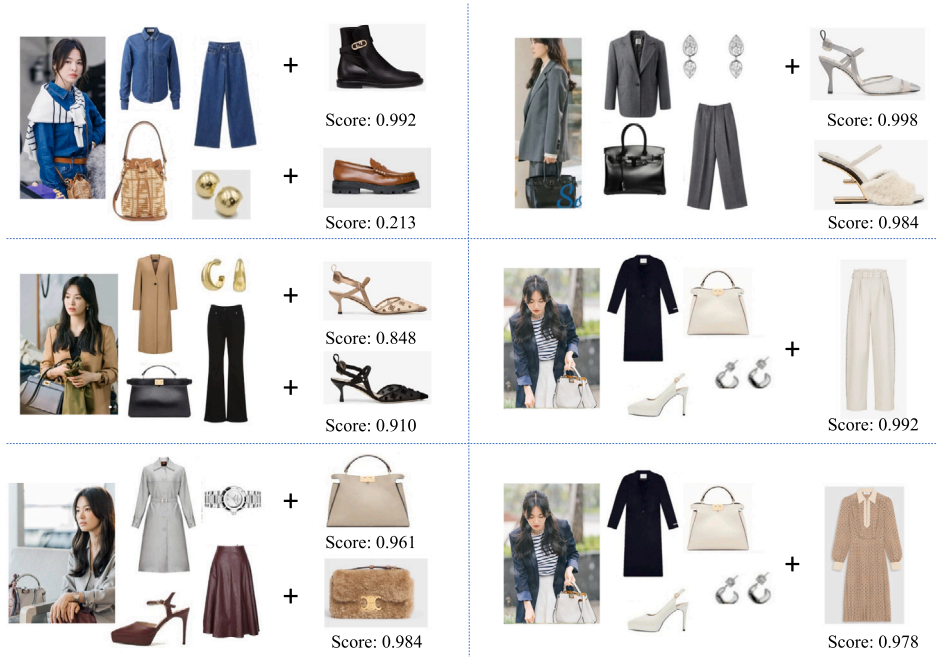 +
Score: 0.992
+
Score: 0.213
+
Score: 0.998
Score: 0.984
+
Score: 0.848
+
Score: 0.910
+
Score: 0.992
+
Score: 0.961
+
Score: 0.984
+
Score: 0.978